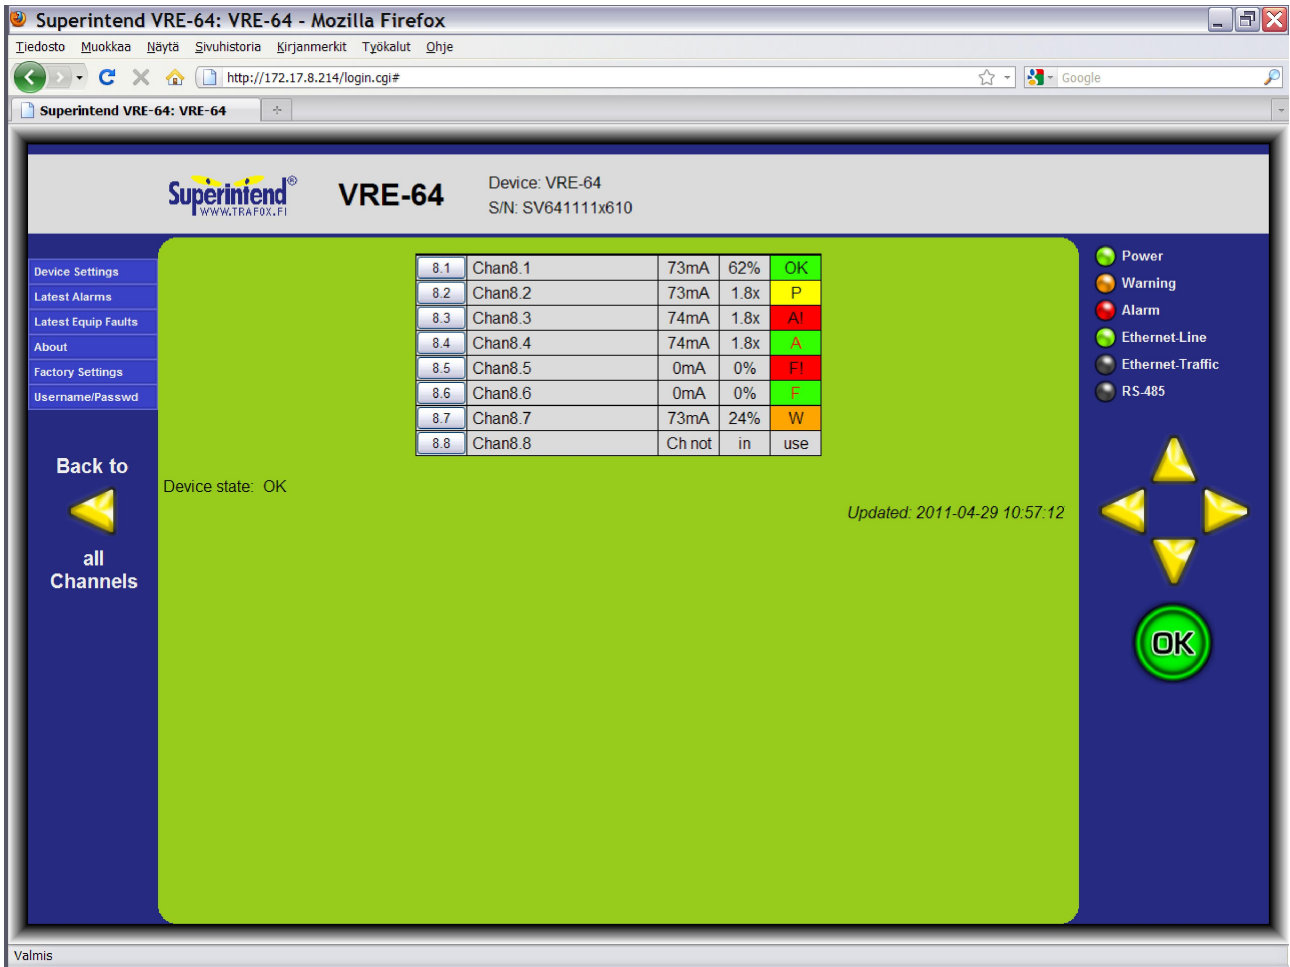 Superintend VRE-64: VRE-64 - Mozilla Firefox
Tiedosto Muokkaa Näytä Sivuhistoria Kirjanmerkit Työkalut Ohje
http://172.17.8.214/login.cgi# Google
Superintend VRE-64: VRE-64
Superintend® WWW.TRAFOX.FI
VRE-64
Device: VRE-64
S/N: SV641111x610
Device Settings
Latest Alarms
Latest Equip Faults
About
Factory Settings
Username/Passwd
Back to
all
Channels
8.1 Chan8.1 73mA 62% OK
8.2 Chan8.2 73mA 1.8x P
8.3 Chan8.3 74mA 1.8x A!
8.4 Chan8.4 74mA 1.8x A
8.5 Chan8.5 0mA 0% F!
8.6 Chan8.6 0mA 0% F
8.7 Chan8.7 73mA 24% W
8.8 Chan8.8 Ch not in use
Device state: OK
Updated: 2011-04-29 10:57:12
Power
Warning
Alarm
Ethernet-Line
Ethernet-Traffic
RS-485
OK
Valmis